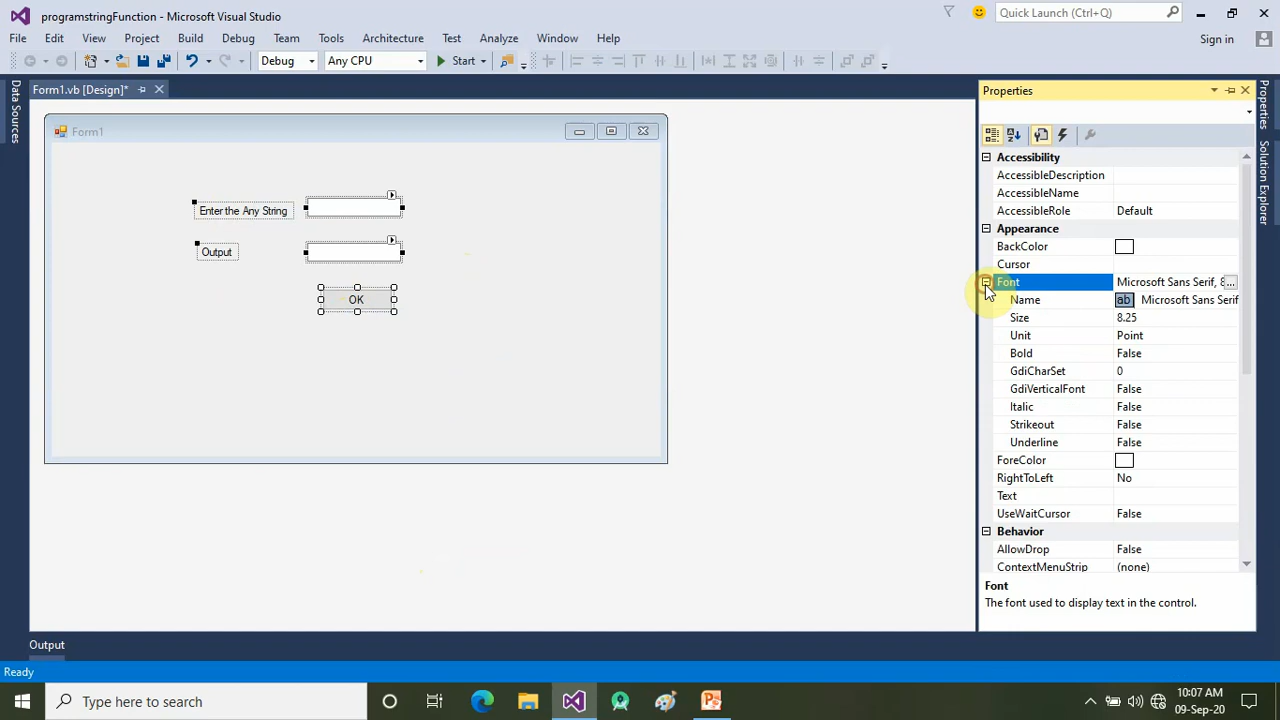 programstringFunction - Microsoft Visual Studio
Quick Launch (Ctrl+Q)
File Edit View Project Build Debug Team Tools Architecture Test Analyze Window Help
Sign in
Debug Any CPU Start
Data Sources
Form1.vb [Design]*
Form1
Enter the Any String
Output
OK
Properties
Accessibility
AccessibleDescription
AccessibleName
AccessibleRole Default
Appearance
BackColor
Cursor
Font Microsoft Sans Serif, 8 ...
Name ab Microsoft Sans Serif
Size 8.25
Unit Point
Bold False
GdiCharSet 0
GdiVerticalFont False
Italic False
Strikeout False
Underline False
ForeColor
RightToLeft No
Text
UseWaitCursor False
Behavior
AllowDrop False
ContextMenuStrip (none)
Font
The font used to display text in the control.
Properties
Solution Explorer
Output
Ready
Type here to search
10:07 AM
09-Sep-20